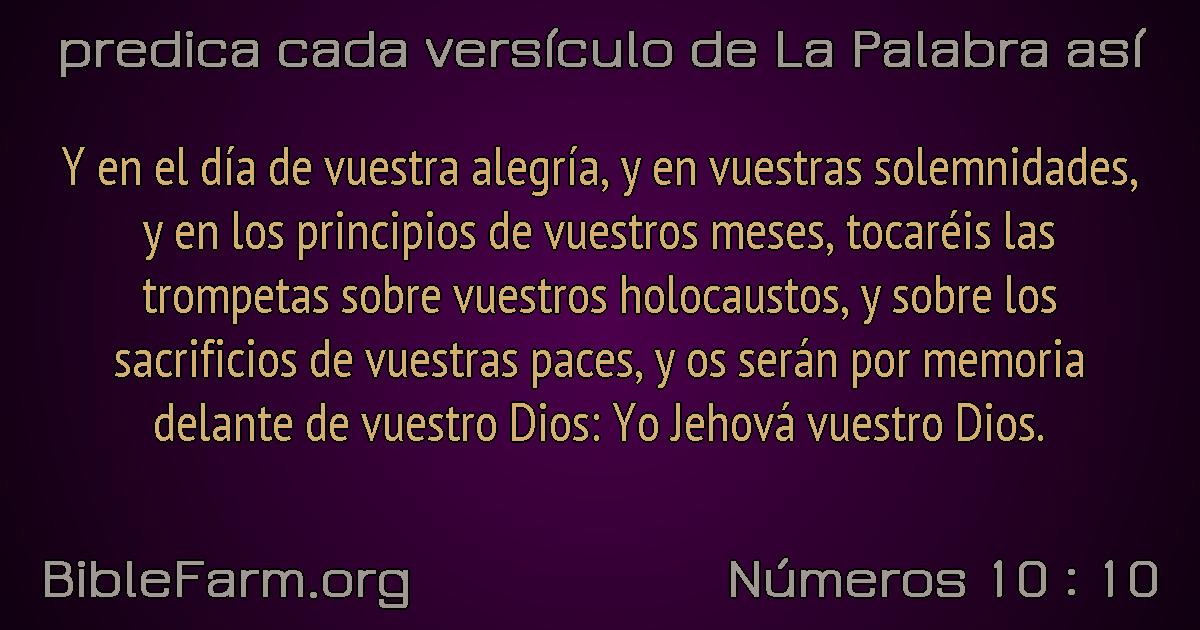 predica cada versículo de La Palabra así
Y en el día de vuestra alegría, y en vuestras solemnidades,
y en los principios de vuestros meses, tocaréis las
trompetas sobre vuestros holocaustos, y sobre los
sacrificios de vuestras paces, y os serán por memoria
delante de vuestro Dios: Yo Jehová vuestro Dios.
BibleFarm.org
Números 10 : 10